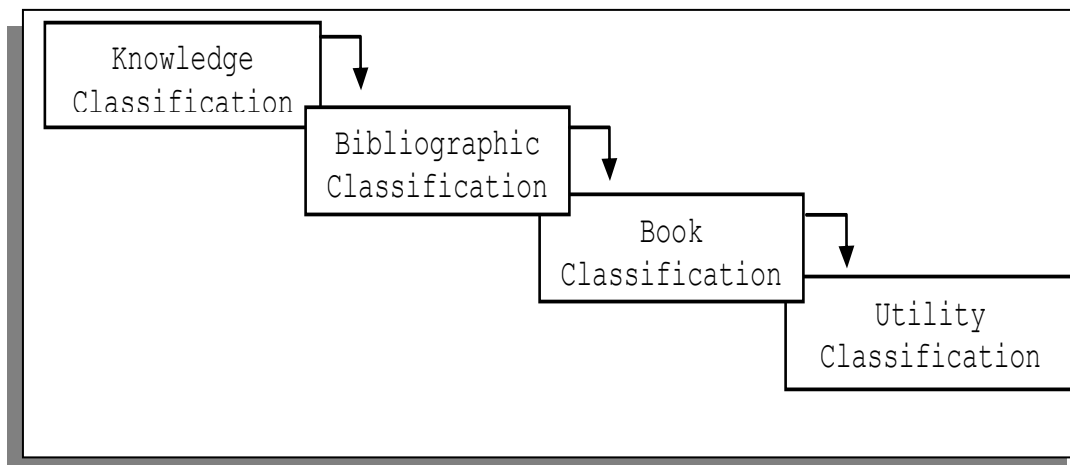 Knowledge
Classification
Bibliographic
Classification
Book
Classification
Utility
Classification